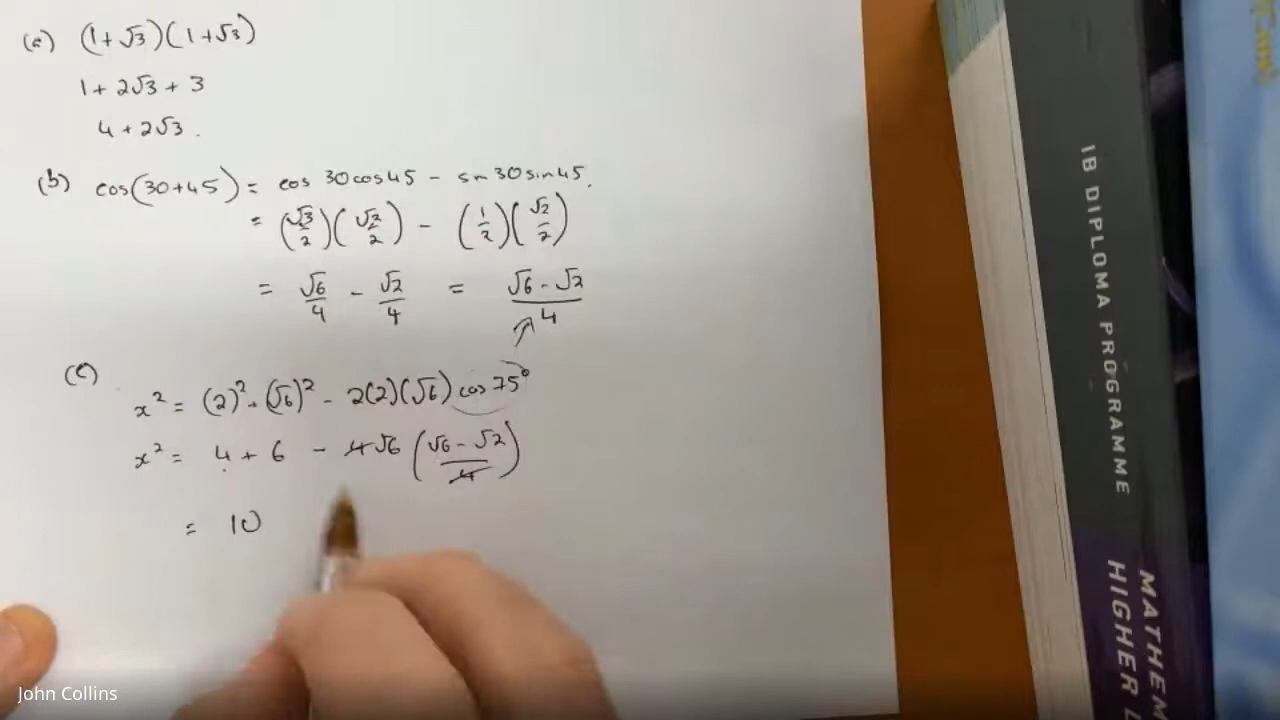 (a) (1+√3)(1+√3)
1 + 2√3 + 3
4 + 2√3 .
(b) cos(30+45) = cos 30 cos 45 - sin 30 sin 45 .
= (√3/2)(√2/2) - (1/2)(√2/2)
= √6/4 - √2/4 = (√6 - √2)/4
(c)
x² = (2)² + (√6)² - 2(2)(√6) cos 75°
x² = 4 + 6 - 4√6 ((√6 - √2)/4)
= 10
IB DIPLOMA PROGRAMME
HIGHER
John Collins